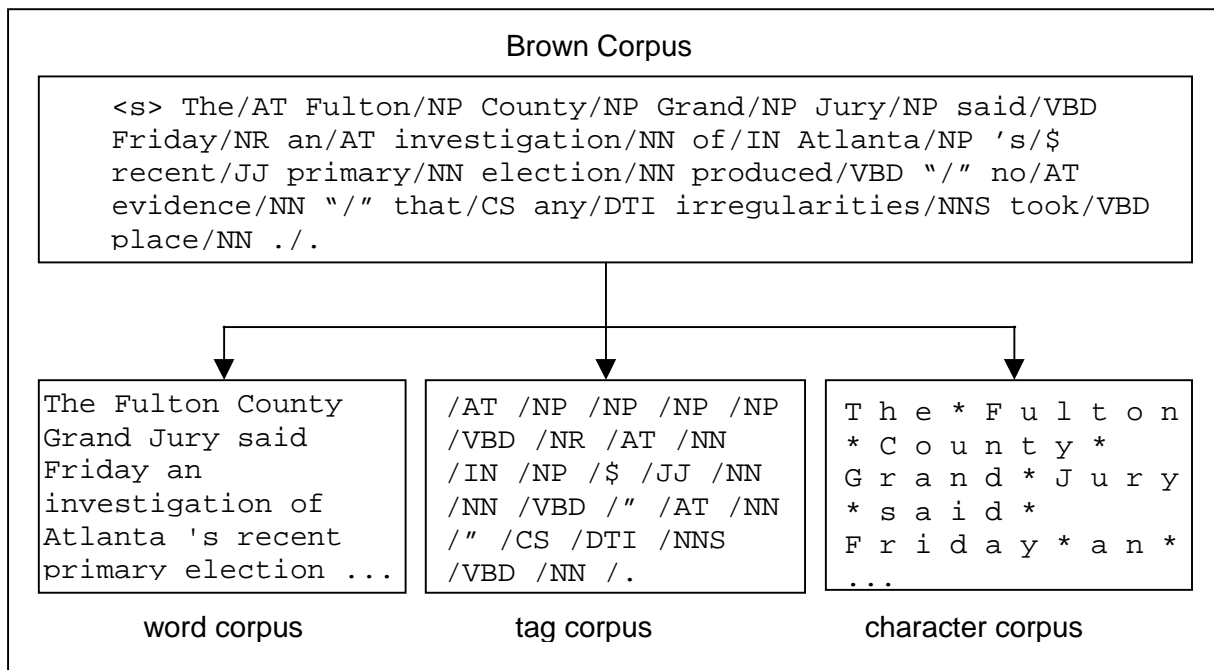 Brown Corpus
<s> The/AT Fulton/NP County/NP Grand/NP Jury/NP said/VBD
Friday/NR an/AT investigation/NN of/IN Atlanta/NP ’s/$
recent/JJ primary/NN election/NN produced/VBD “/” no/AT
evidence/NN “/” that/CS any/DTI irregularities/NNS took/VBD
place/NN ./.
The Fulton County
Grand Jury said
Friday an
investigation of
Atlanta 's recent
primary election ...
word corpus
/AT /NP /NP /NP /NP
/VBD /NR /AT /NN
/IN /NP /$ /JJ /NN
/NN /VBD /” /AT /NN
/” /CS /DTI /NNS
/VBD /NN /.
tag corpus
T h e * F u l t o n
* C o u n t y *
G r a n d * J u r y
* s a i d *
F r i d a y * a n *
...
character corpus